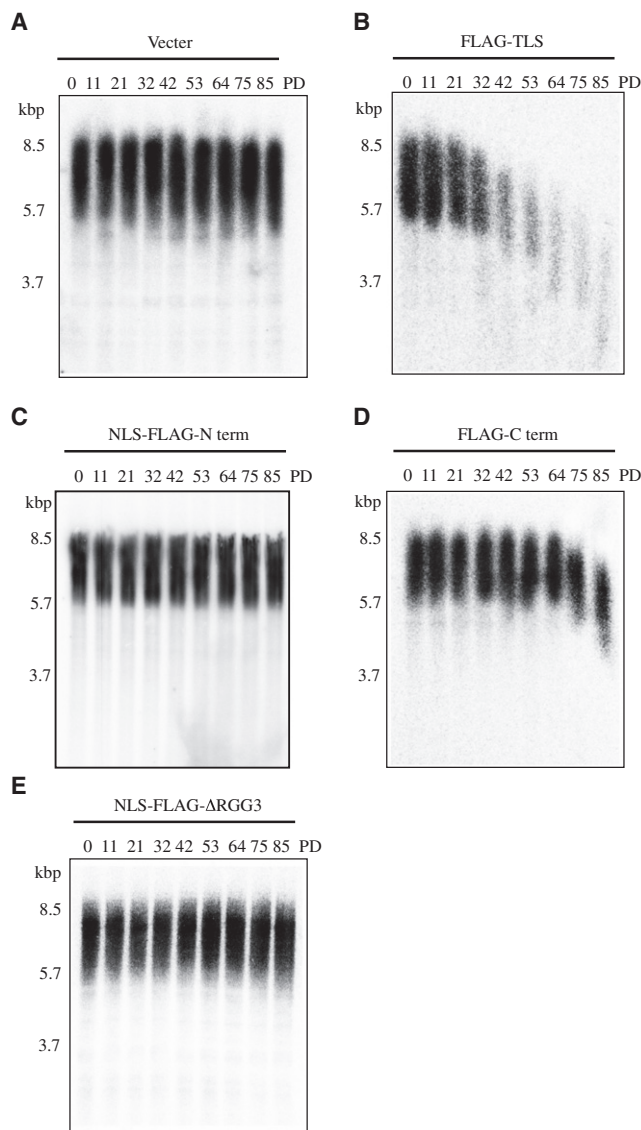 A
Vecter
0 11 21 32 42 53 64 75 85 PD
kbp
8.5
5.7
3.7
B
FLAG-TLS
0 11 21 32 42 53 64 75 85 PD
kbp
8.5
5.7
3.7
C
NLS-FLAG-N term
0 11 21 32 42 53 64 75 85 PD
kbp
8.5
5.7
3.7
D
FLAG-C term
0 11 21 32 42 53 64 75 85 PD
kbp
8.5
5.7
3.7
E
NLS-FLAG-ΔRGG3
0 11 21 32 42 53 64 75 85 PD
kbp
8.5
5.7
3.7